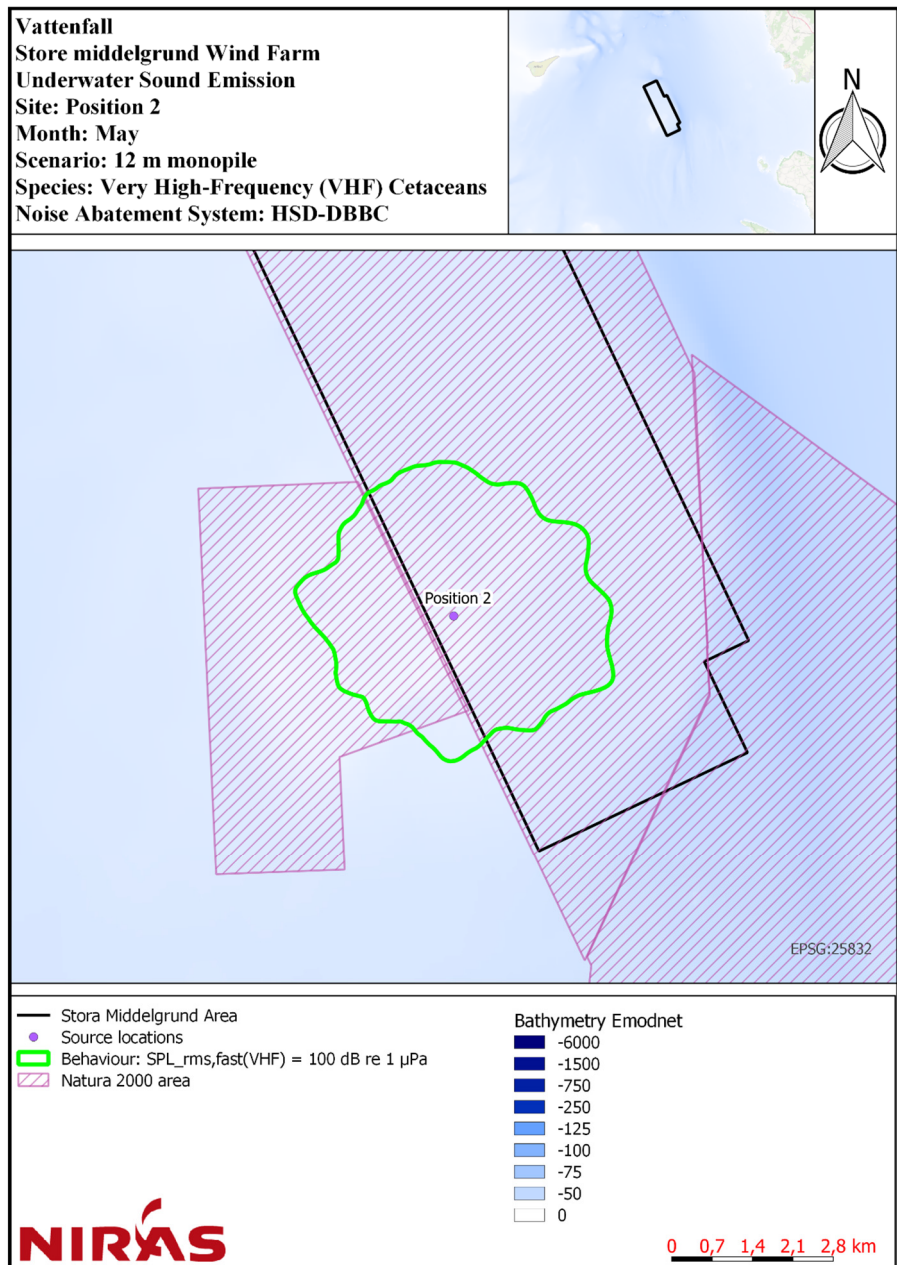 Vattenfall
Store middelgrund Wind Farm
Underwater Sound Emission
Site: Position 2
Month: May
Scenario: 12 m monopile
Species: Very High-Frequency (VHF) Cetaceans
Noise Abatement System: HSD-DBBC
N
Position 2
EPSG:25832
Stora Middelgrund Area
Source locations
Behaviour: SPL_rms,fast(VHF) = 100 dB re 1 µPa
Natura 2000 area
Bathymetry Emodnet
-6000
-1500
-750
-250
-125
-100
-75
-50
0
NIRAS
0 0,7 1,4 2,1 2,8 km